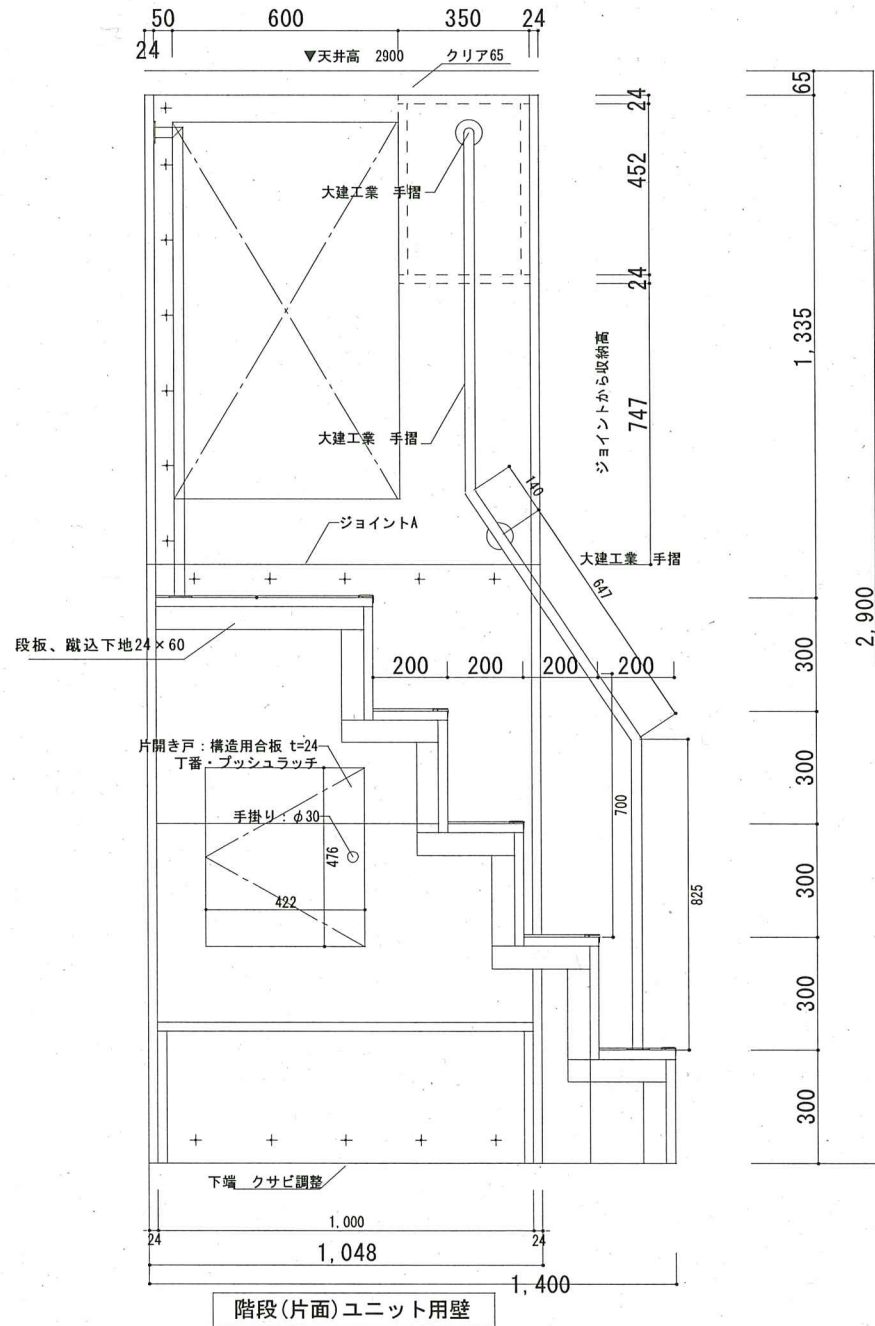 50 600 350 24
24
▼天井高 2900
クリア65
65
24
452
24
大建工業 手摺
1,335
ジョイントから収納高
747
大建工業 手摺
140
ジョイントA
大建工業 手摺
647
2,900
段板、蹴込下地24×60
200 200 200 200
300
片開き戸：構造用合板 t=24
丁番・プッシュラッチ
手掛り：φ30
476
422
700
825
300
300
300
300
下端 クサビ調整
1,000
24 24
1,048
1,400
階段(片面)ユニット用壁